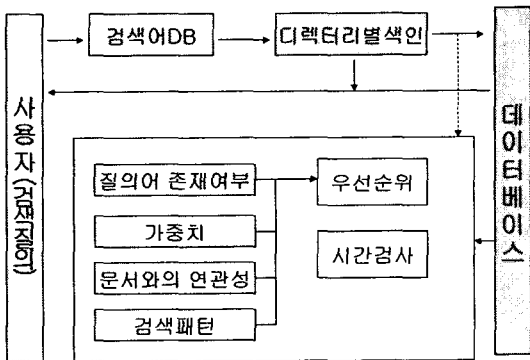 사용자(검색질의)
검색어DB
디렉터리별색인
데이터베이스
질의어 존재여부
가중치
문서와의 연관성
검색패턴
우선순위
시간검사